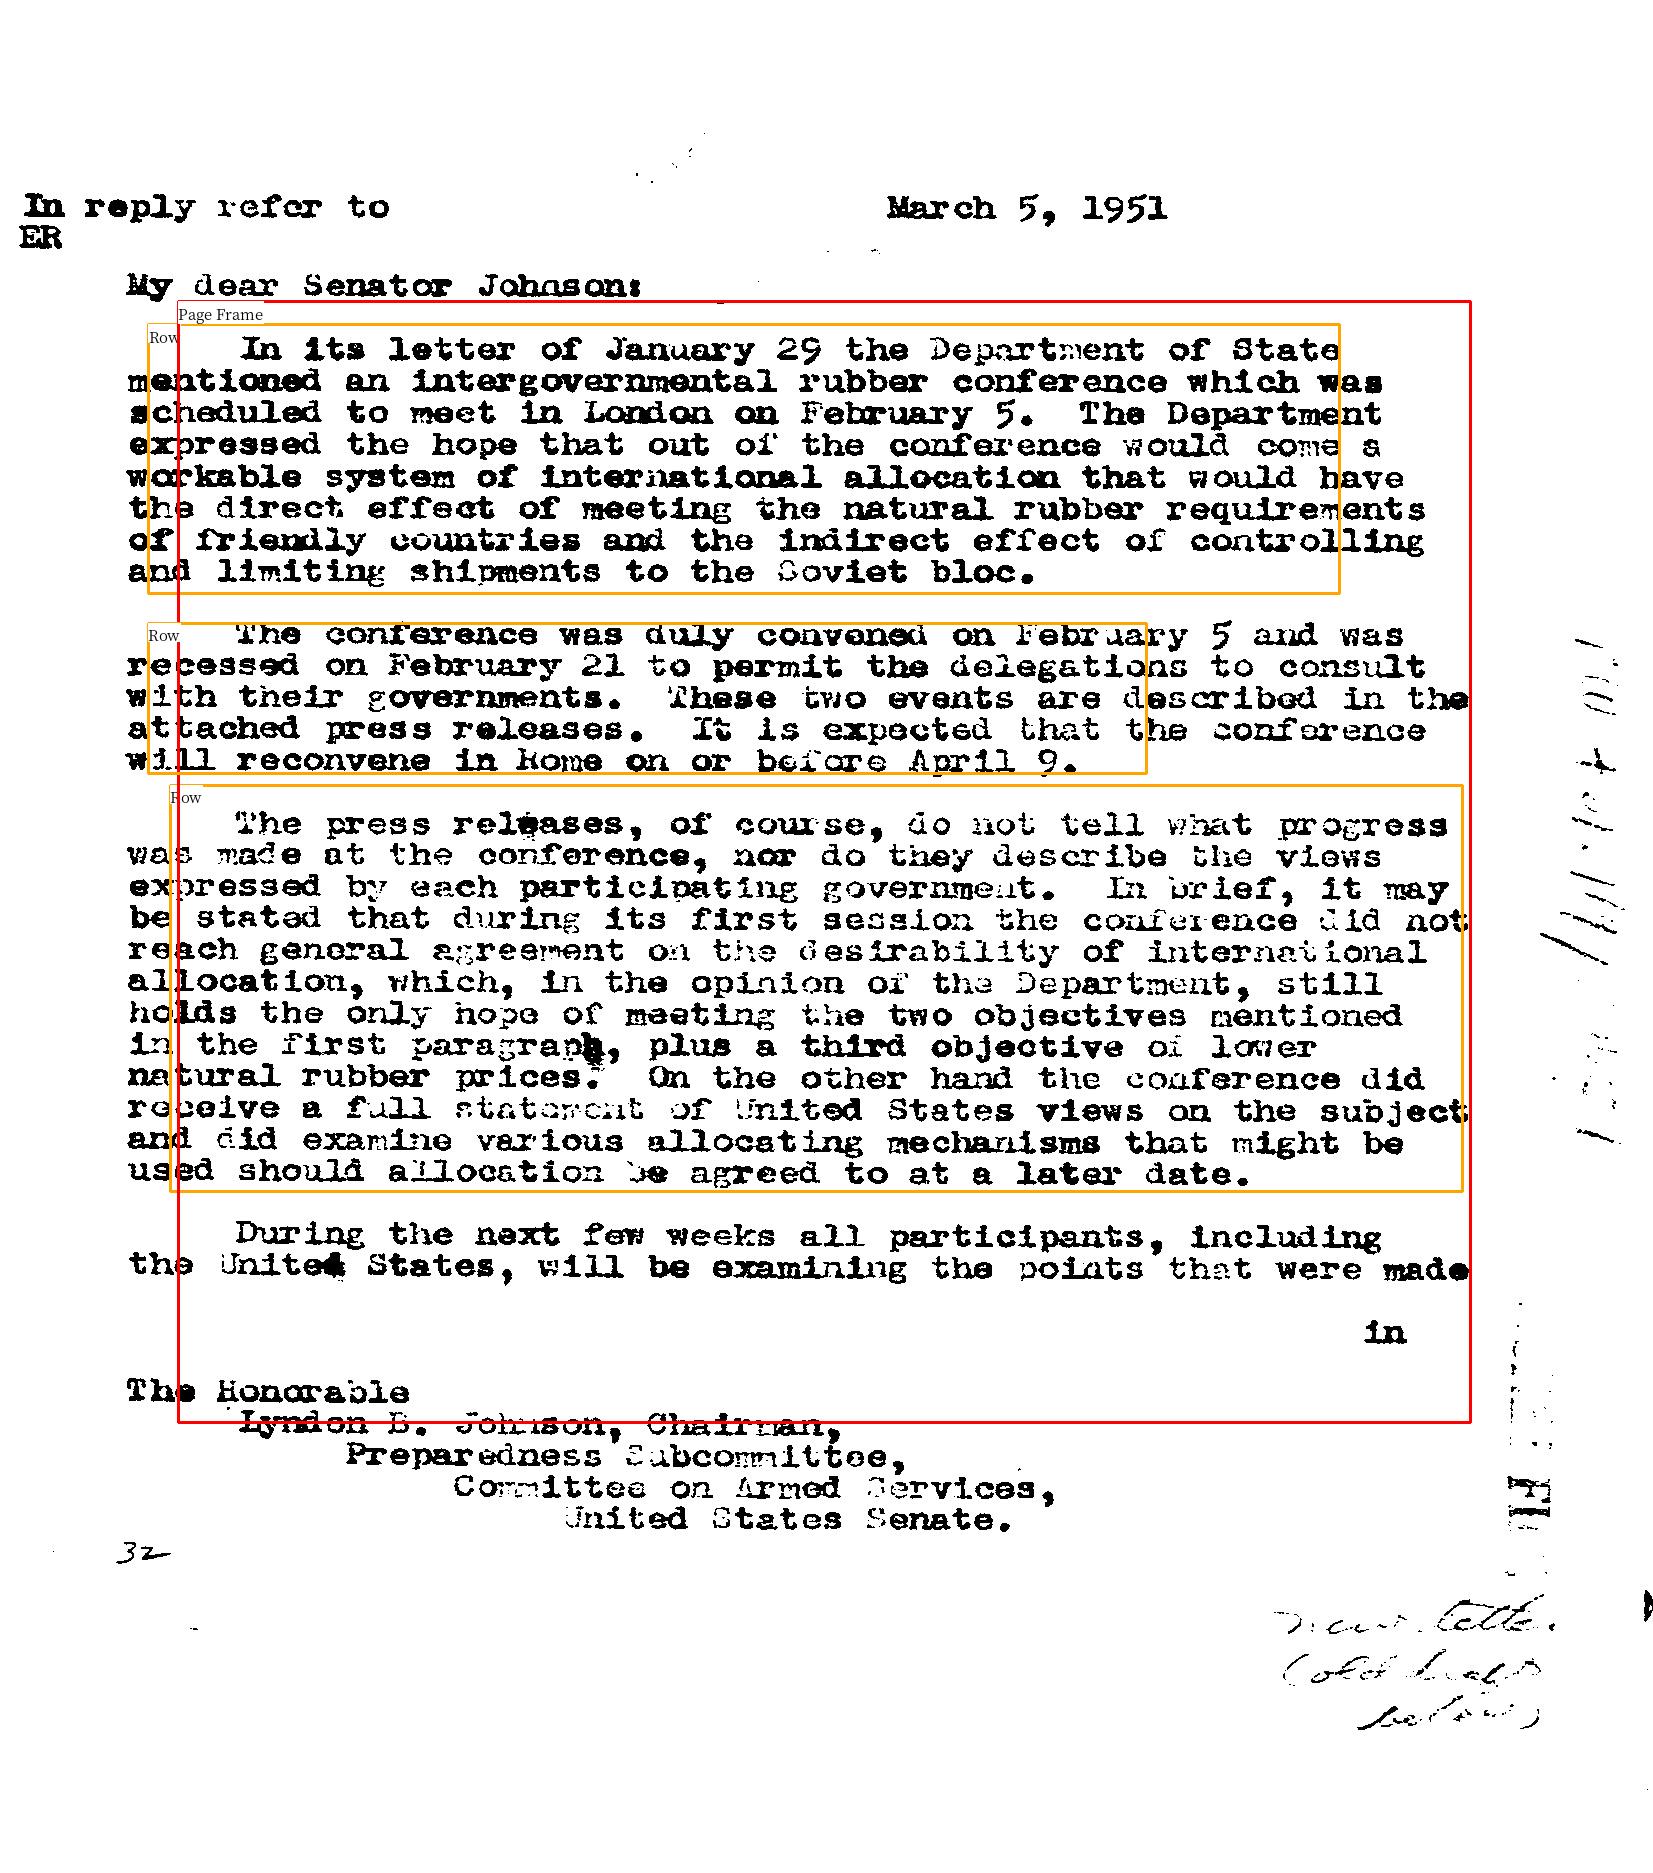 In reply refer to March 5, 1951
ER
My dear Senator Johnson:
Page Frame
Row
In its letter of January 29 the Department of State
mentioned an intergovernmental rubber conference which was
scheduled to meet in London on February 5. The Department
expressed the hope that out of the conference would come a
workable system of international allocation that would have
the direct effect of meeting the natural rubber requirements
of friendly countries and the indirect effect of controlling
and limiting shipments to the Soviet bloc.
Row
The conference was duly convened on February 5 and was
recessed on February 21 to permit the delegations to consult
with their governments. These two events are described in the
attached press releases. It is expected that the conference
will reconvene in Rome on or before April 9.
Row
The press releases, of course, do not tell what progress
was made at the conference, nor do they describe the views
expressed by each participating government. In brief, it may
be stated that during its first session the conference did not
reach general agreement on the desirability of international
allocation, which, in the opinion of the Department, still
holds the only hope of meeting the two objectives mentioned
in the first paragraph, plus a third objective of lower
natural rubber prices. On the other hand the conference did
receive a full statement of United States views on the subject
and did examine various allocating mechanisms that might be
used should allocation be agreed to at a later date.
During the next few weeks all participants, including
the United States, will be examining the points that were made
in
The Honorable
Lyndon B. Johnson, Chairman,
Preparedness Subcommittee,
Committee on Armed Services,
United States Senate.
32
new letter
(old draft
below)